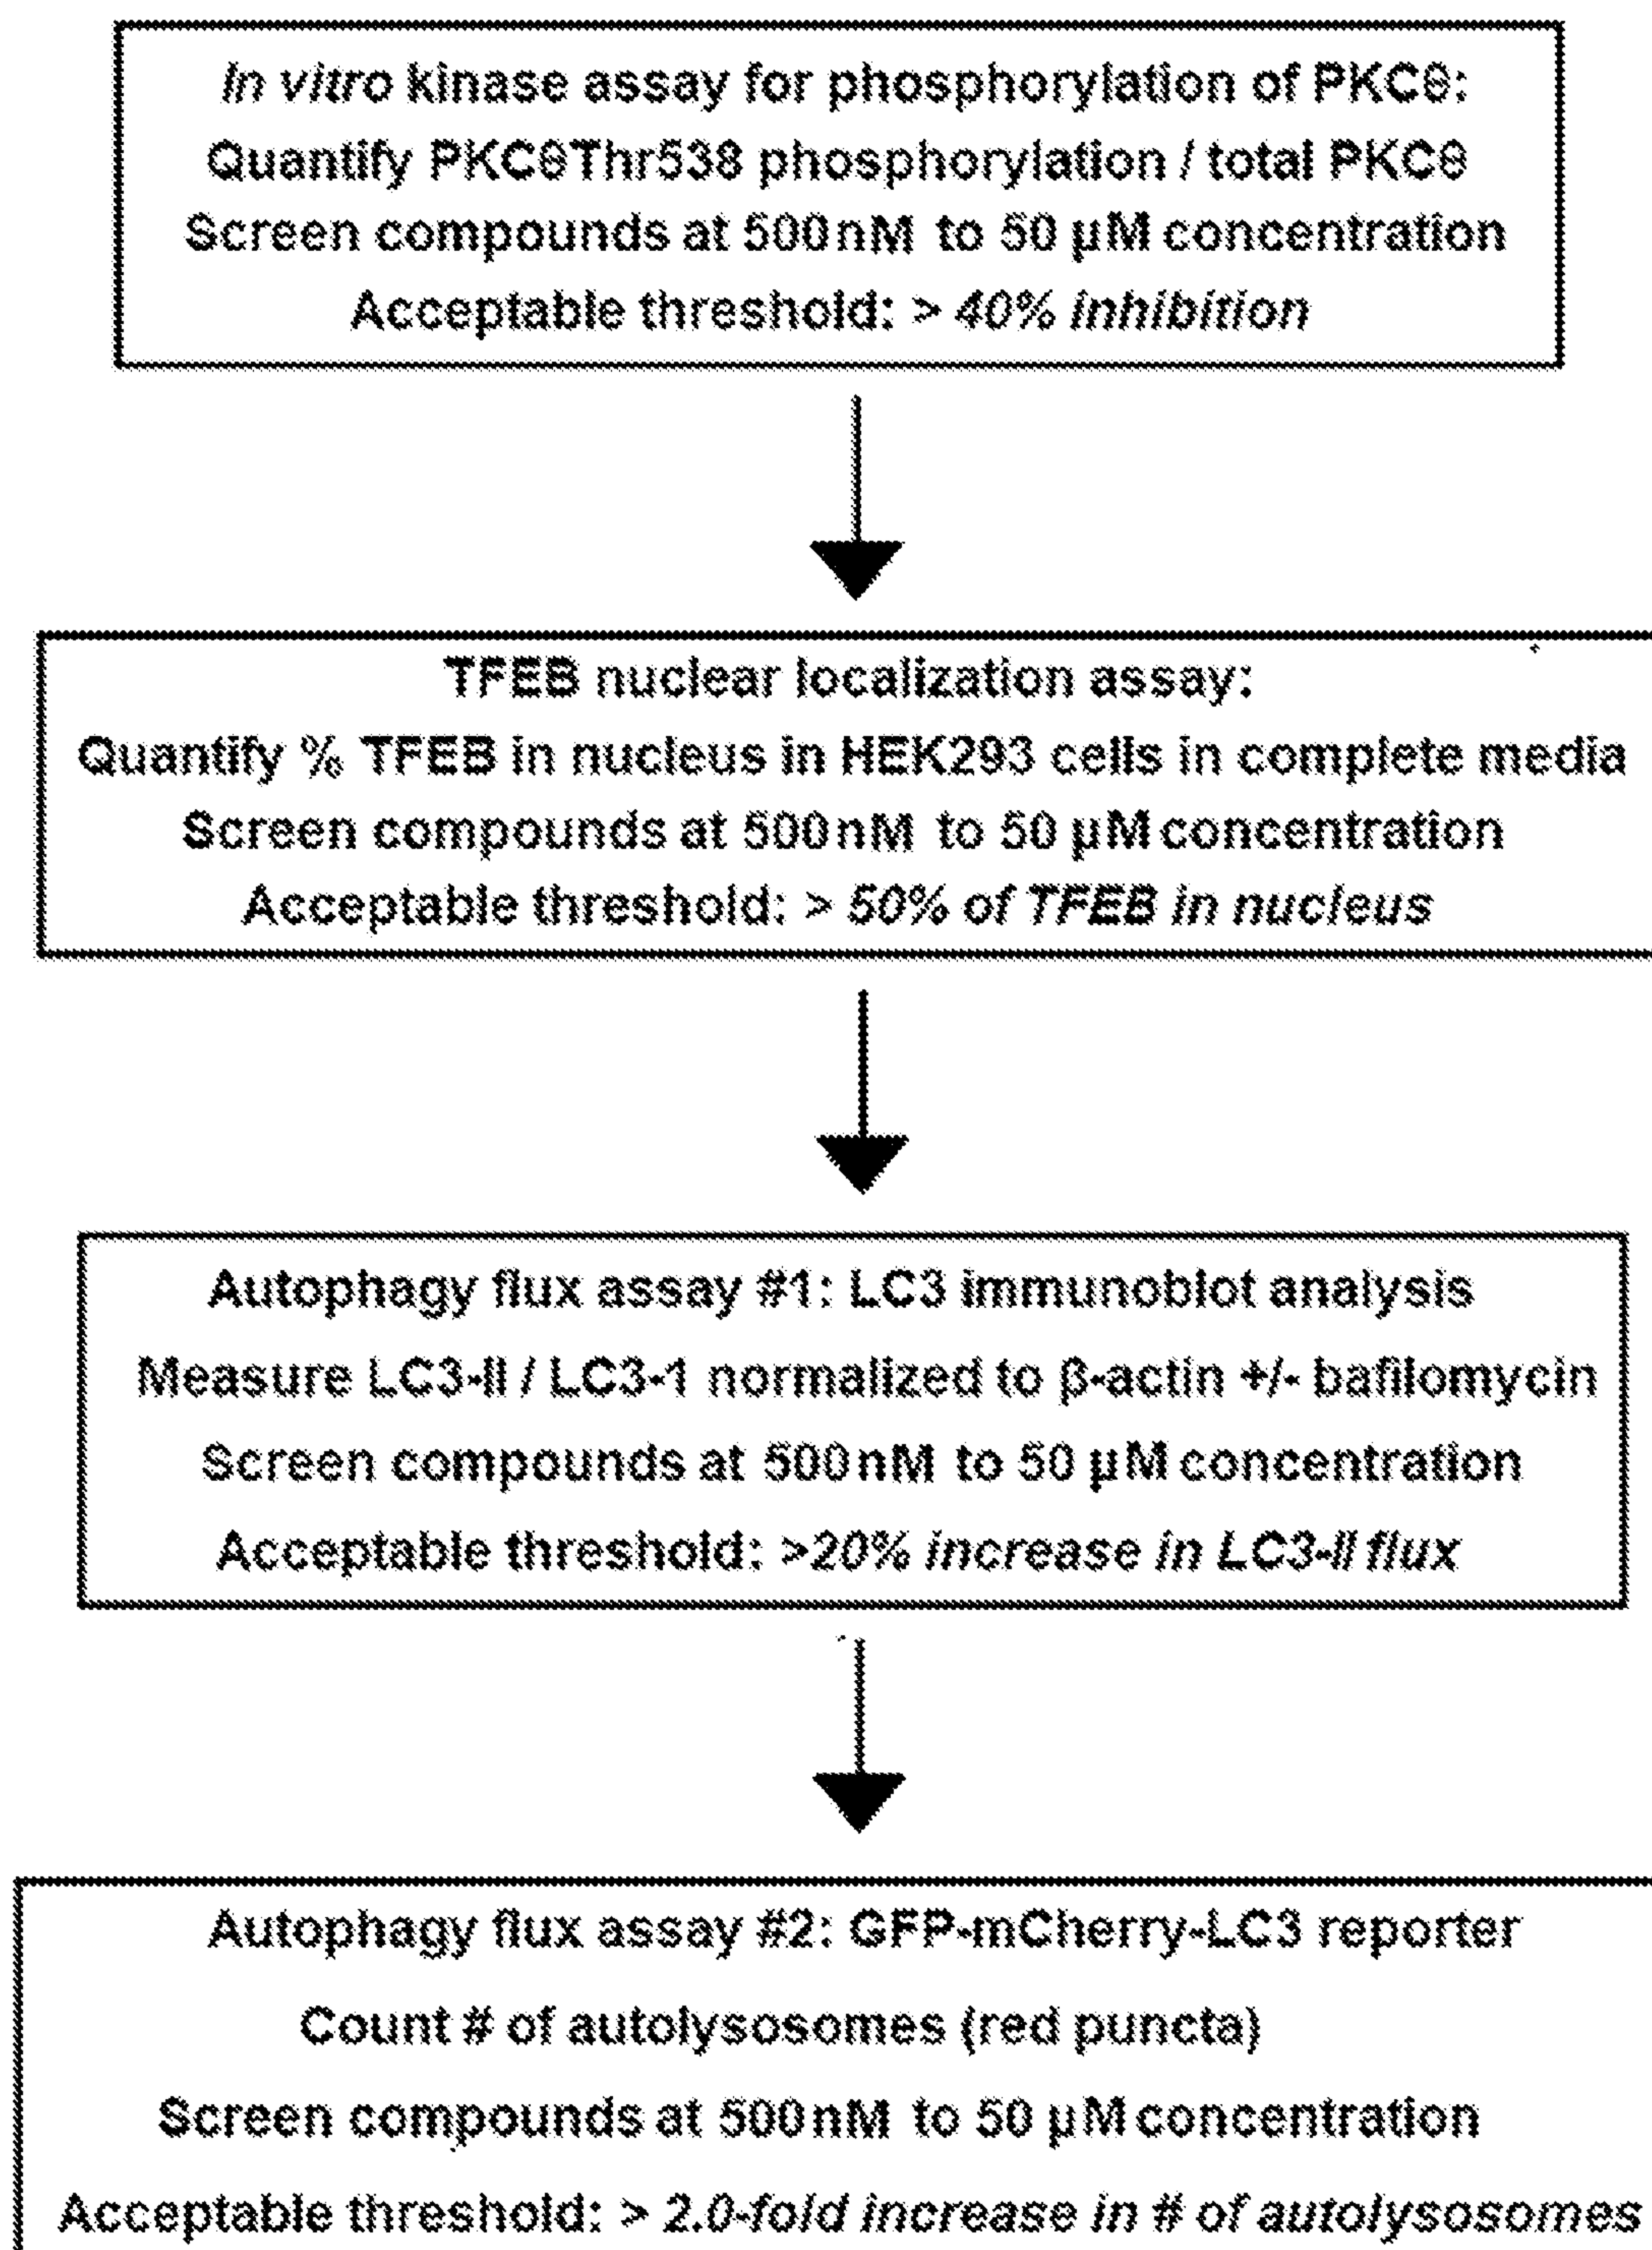 In vitro kinase assay for phosphorylation of PKCθ:
Quantify PKCθThr538 phosphorylation / total PKCθ
Screen compounds at 500nM to 50 µM concentration
Acceptable threshold: > 40% inhibition
TFEB nuclear localization assay:
Quantify % TFEB in nucleus in HEK293 cells in complete media
Screen compounds at 500nM to 50 µM concentration
Acceptable threshold: > 50% of TFEB in nucleus
Autophagy flux assay #1: LC3 immunoblot analysis
Measure LC3-II / LC3-1 normalized to β-actin +/- bafilomycin
Screen compounds at 500nM to 50 µM concentration
Acceptable threshold: >20% increase in LC3-II flux
Autophagy flux assay #2: GFP-mCherry-LC3 reporter
Count # of autolysosomes (red puncta)
Screen compounds at 500nM to 50 µM concentration
Acceptable threshold: > 2.0-fold increase in # of autolysosomes